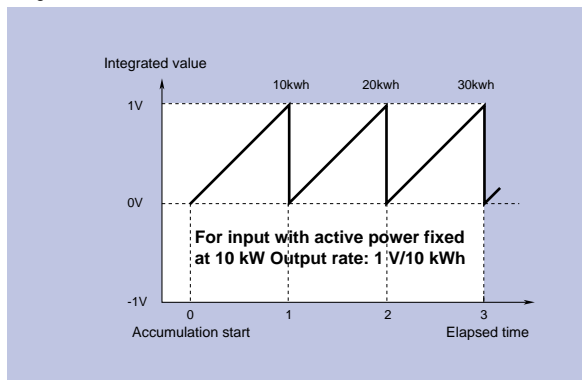 Integrated value
10kwh 20kwh 30kwh
1V
0V
For input with active power fixed
at 10 kW Output rate: 1 V/10 kWh
-1V
0 1 2 3
Accumulation start Elapsed time